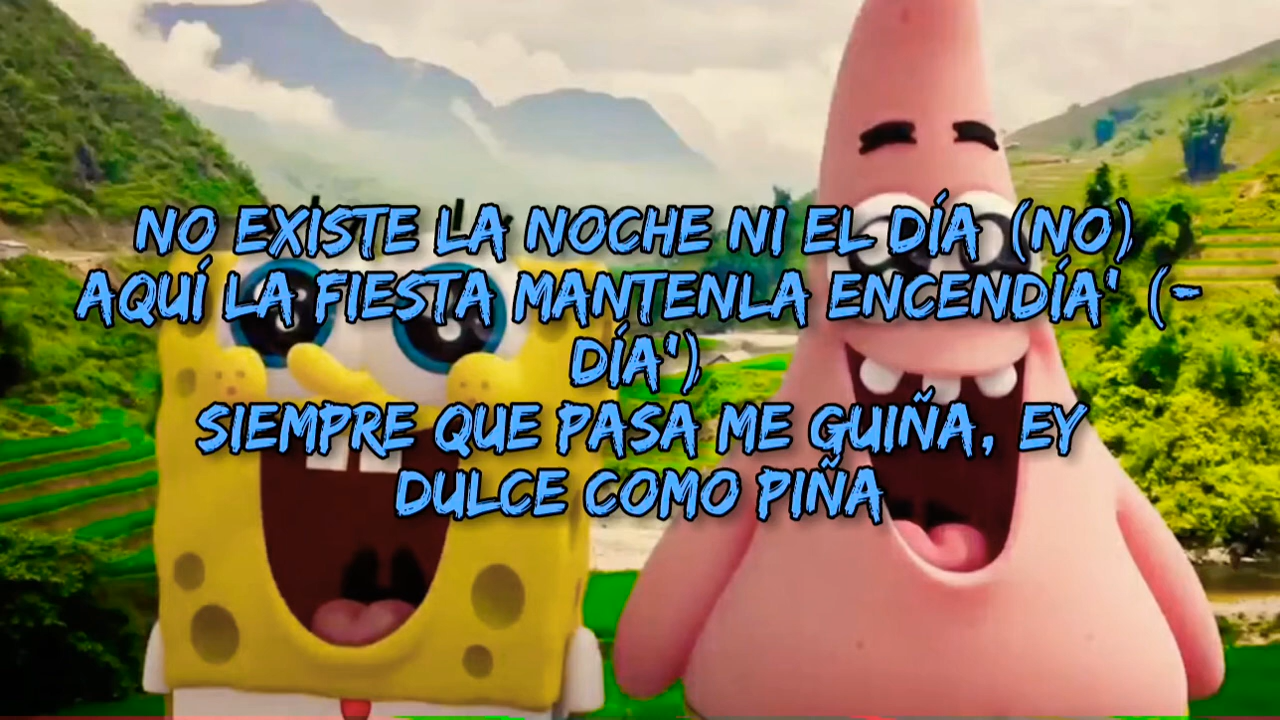 NO EXISTE LA NOCHE NI EL DÍA (NO)
AQUÍ LA FIESTA MANTENLA ENCENDÍA' (-
DÍA')
SIEMPRE QUE PASA ME GUIÑA, EY
DULCE COMO PIÑA